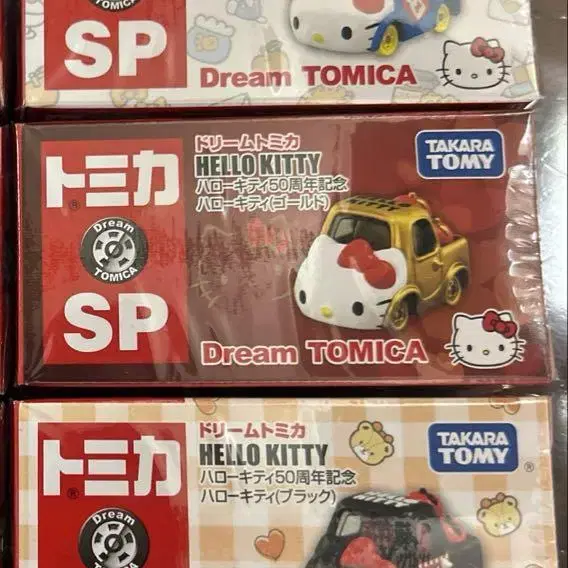 SP
Dream TOMICA
トミカ
Dream
TOMICA
SP
ドリームトミカ
HELLO KITTY
ハローキティ50周年記念
ハローキティ(ゴールド)
TAKARA
TOMY
Dream TOMICA
トミカ
Dream
TOMICA
ドリームトミカ
HELLO KITTY
ハローキティ50周年記念
ハローキティ(ブラック)
TAKARA
TOMY